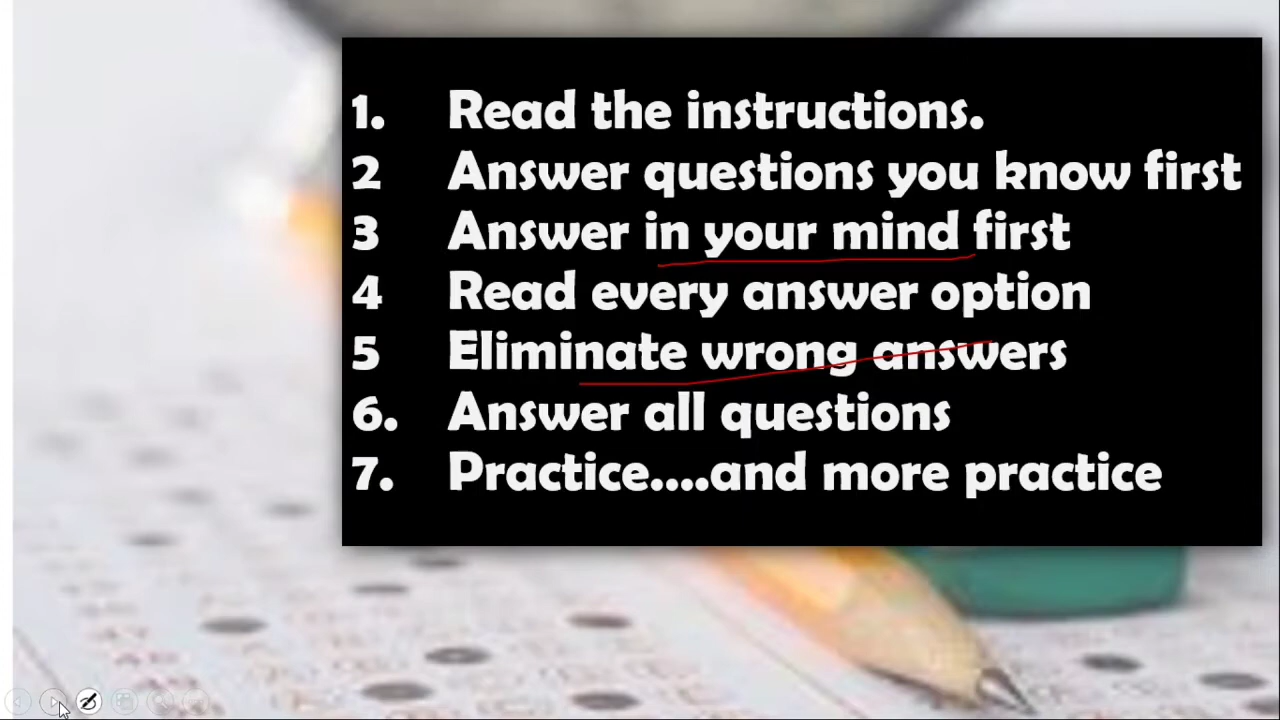 1. Read the instructions.
2 Answer questions you know first
3 Answer in your mind first
4 Read every answer option
5 Eliminate wrong answers
6. Answer all questions
7. Practice....and more practice